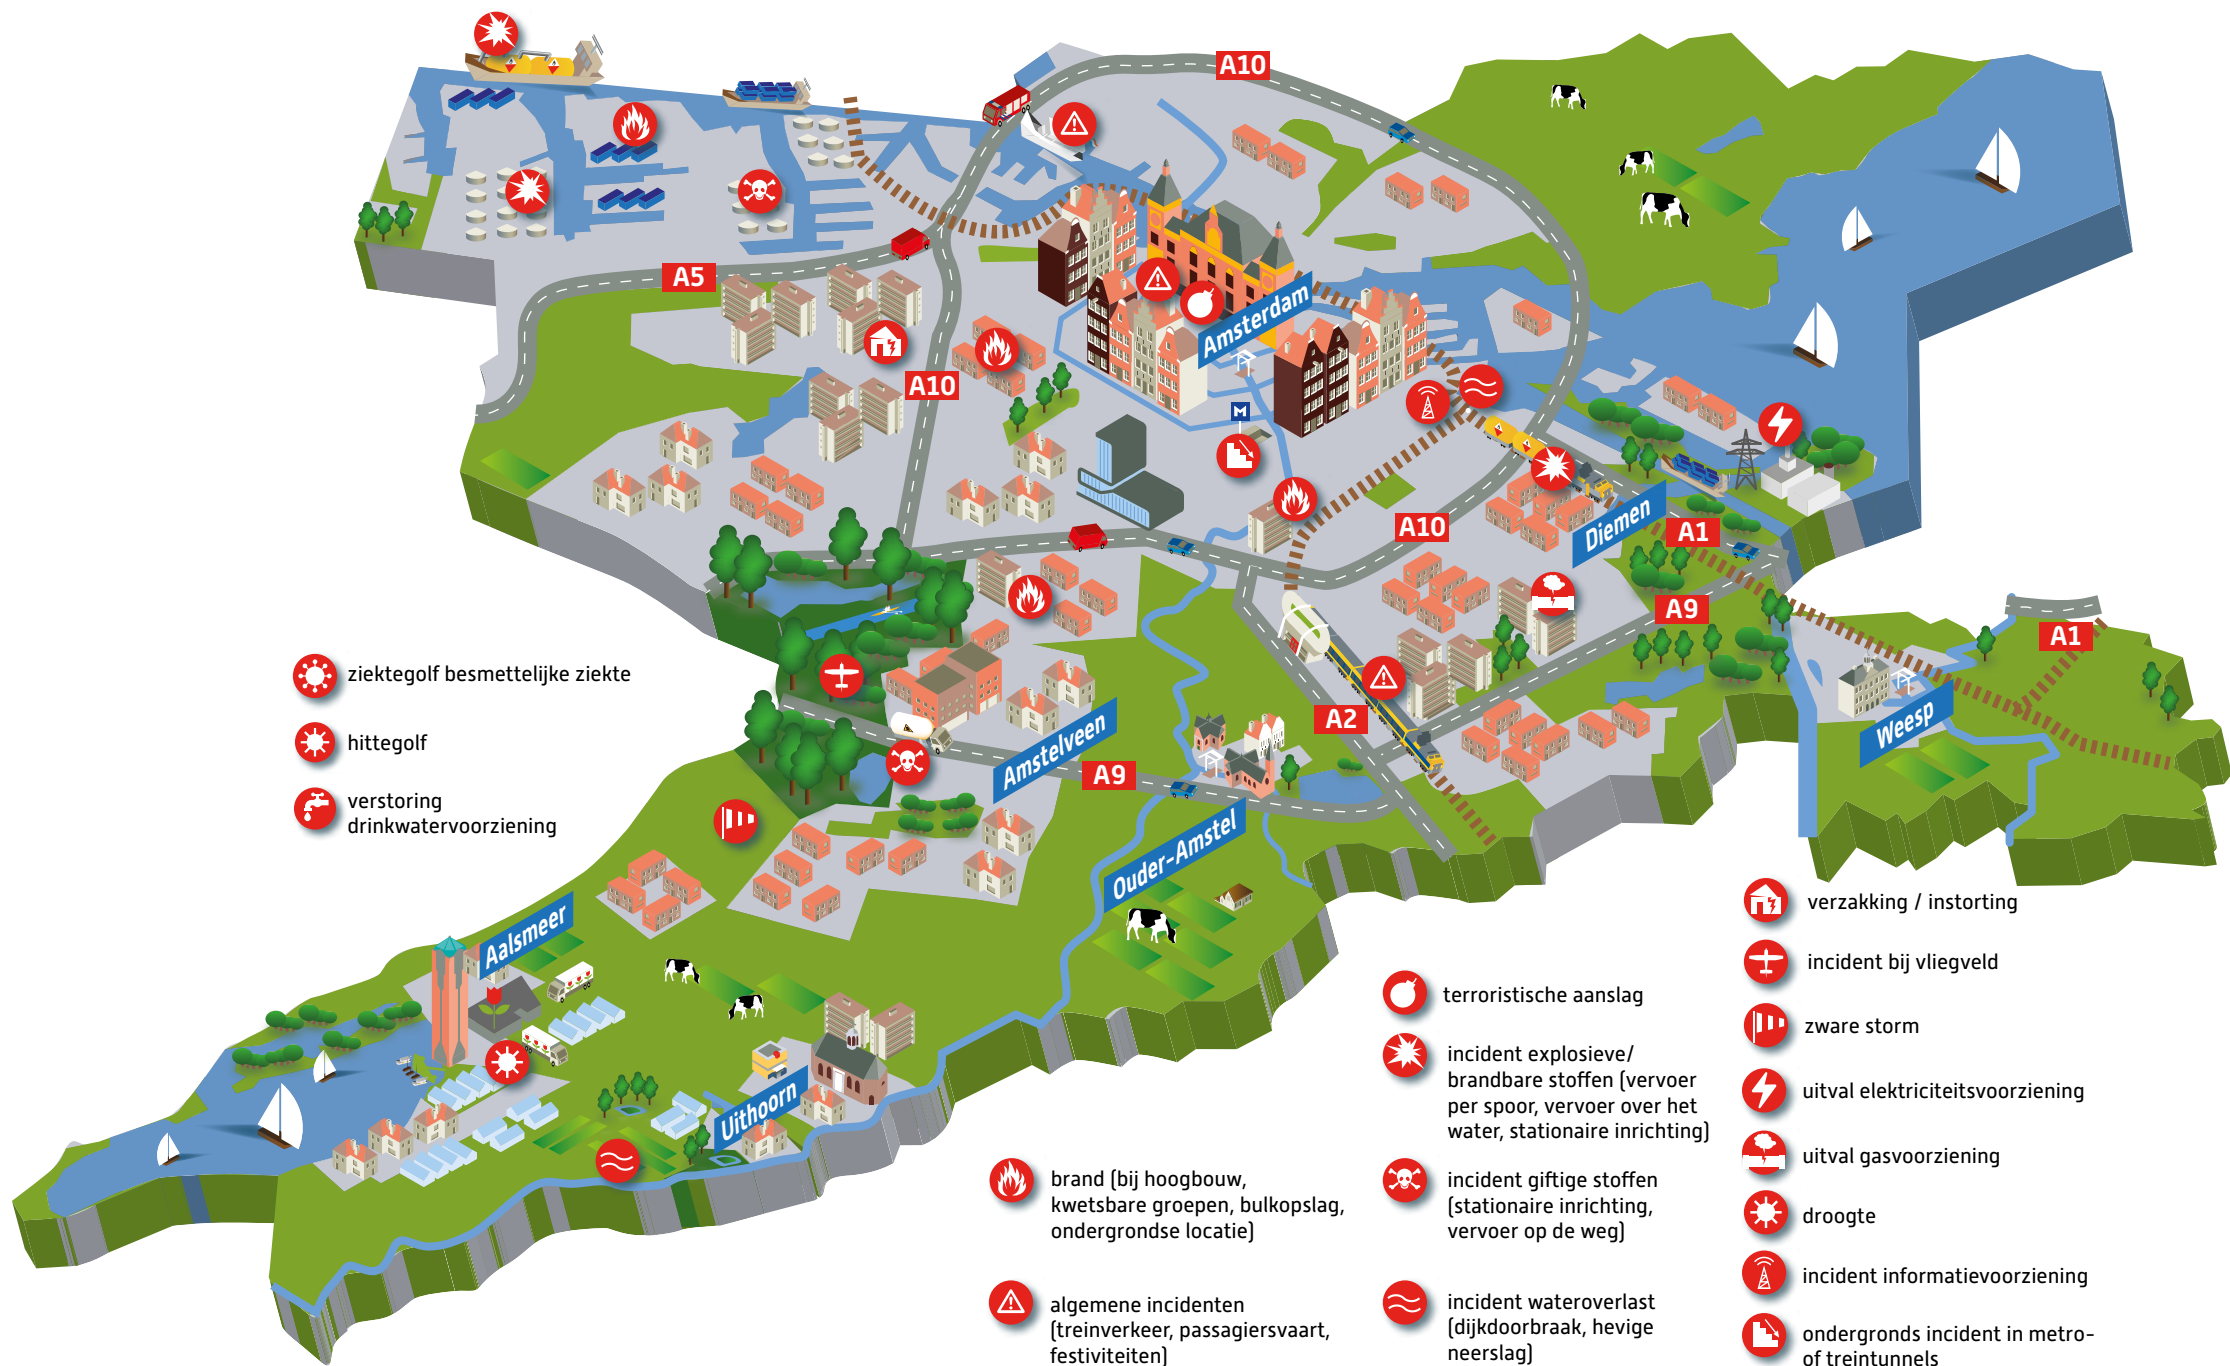 A10
A5
Amsterdam
A10
M
A10
Diemen
A1
A9
A1
A2
Weesp
Amstelveen
A9
Ouder-Amstel
Aalsmeer
Uithoorn
ziektegolf besmettelijke ziekte
hittegolf
verstoring
drinkwatervoorziening
brand (bij hoogbouw,
kwetsbare groepen, bulkopslag,
ondergrondse locatie)
algemene incidenten
(treinverkeer, passagiersvaart,
festiviteiten)
terroristische aanslag
incident explosieve/
brandbare stoffen (vervoer
per spoor, vervoer over het
water, stationaire inrichting)
incident giftige stoffen
(stationaire inrichting,
vervoer op de weg)
incident wateroverlast
(dijkdoorbraak, hevige
neerslag)
verzakking / instorting
incident bij vliegveld
zware storm
uitval elektriciteitsvoorziening
uitval gasvoorziening
droogte
incident informatievoorziening
ondergronds incident in metro-
of treintunnels